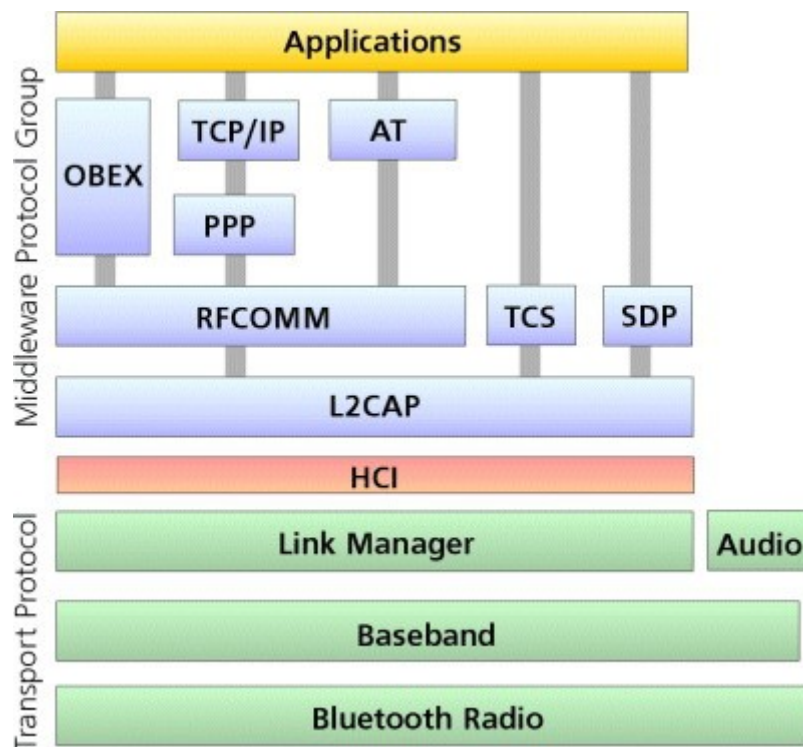 Applications
Middleware Protocol Group
OBEX
TCP/IP
AT
PPP
RFCOMM
TCS
SDP
L2CAP
HCI
Transport Protocol
Link Manager
Audio
Baseband
Bluetooth Radio